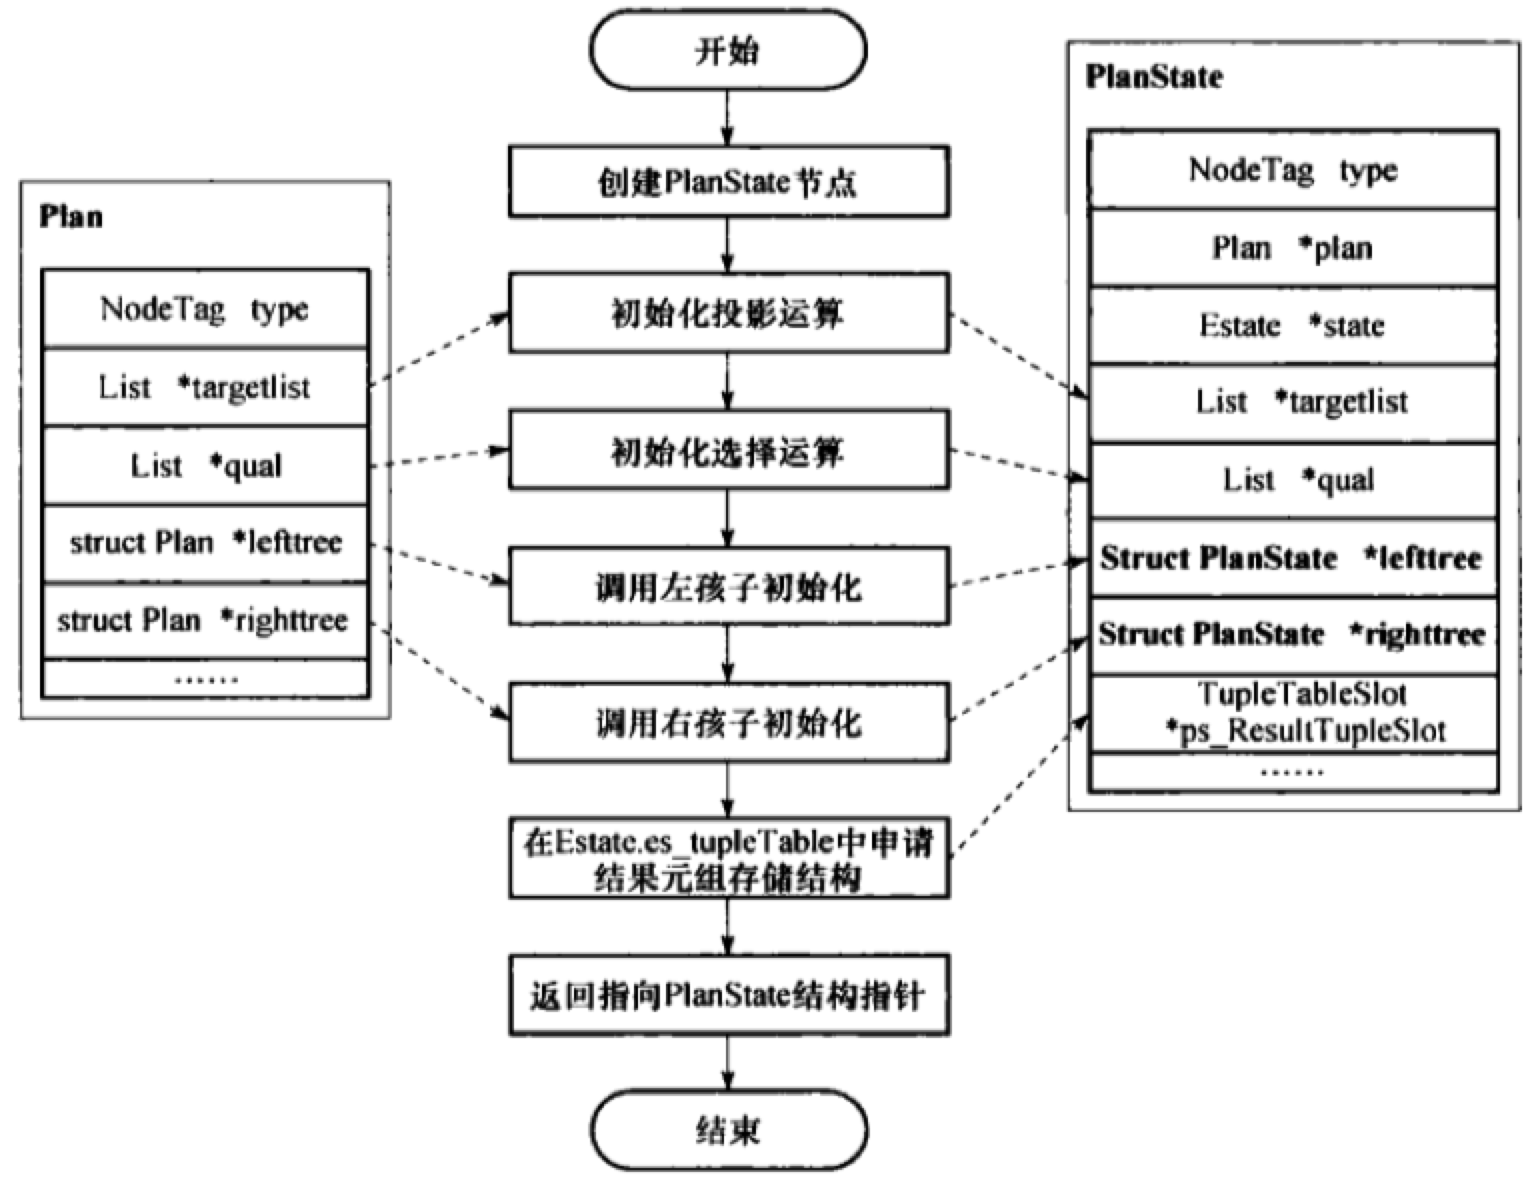 Plan
NodeTag type
List *targetlist
List *qual
struct Plan *lefttree
struct Plan *righttree
……
开始
创建PlanState节点
初始化投影运算
初始化选择运算
调用左孩子初始化
调用右孩子初始化
在Estate.es_tupleTable中申请
结果元组存储结构
返回指向PlanState结构指针
结束
PlanState
NodeTag type
Plan *plan
Estate *state
List *targetlist
List *qual
Struct PlanState *lefttree
Struct PlanState *righttree
TupleTableSlot
*ps_ResultTupleSlot
……